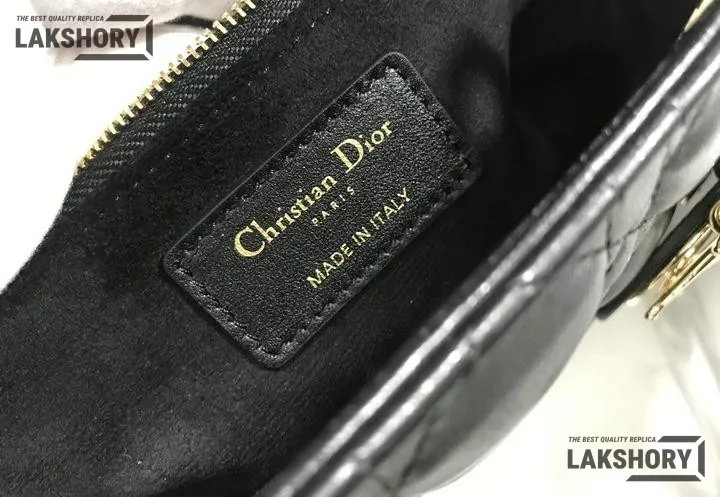 THE BEST QUALITY REPLICA
LAKSHORY
Christian Dior
PARIS
MADE IN ITALY
THE BEST QUALITY REPLICA
LAKSHORY